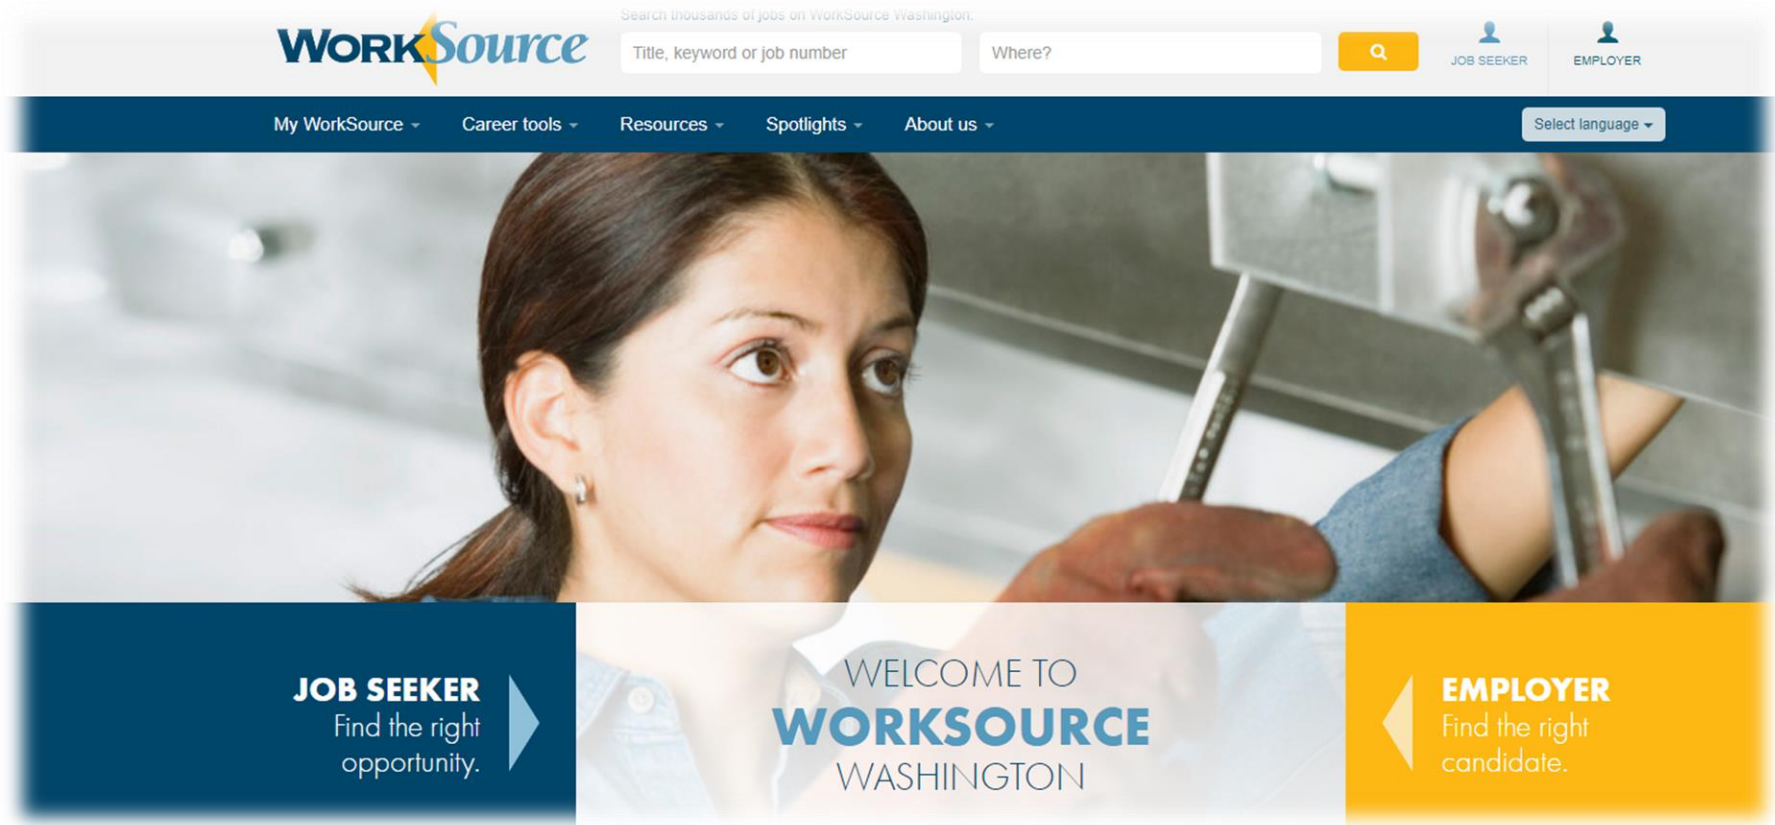 Search thousands of jobs on WorkSource Washington:
WORKSource
Title, keyword or job number
Where?
JOB SEEKER
EMPLOYER
My WorkSource
Career tools
Resources
Spotlights
About us
Select language
JOB SEEKER
Find the right
opportunity.
WELCOME TO
WORKSOURCE
WASHINGTON
EMPLOYER
Find the right
candidate.